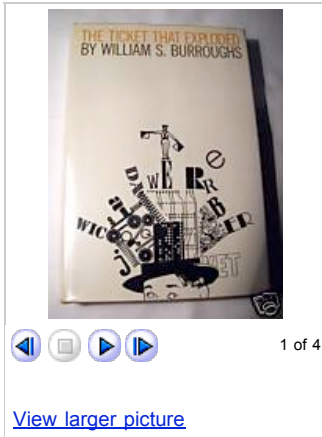 THE TICKET THAT EXPLODED
BY WILLIAM S. BURROUGHS
1 of 4
View larger picture